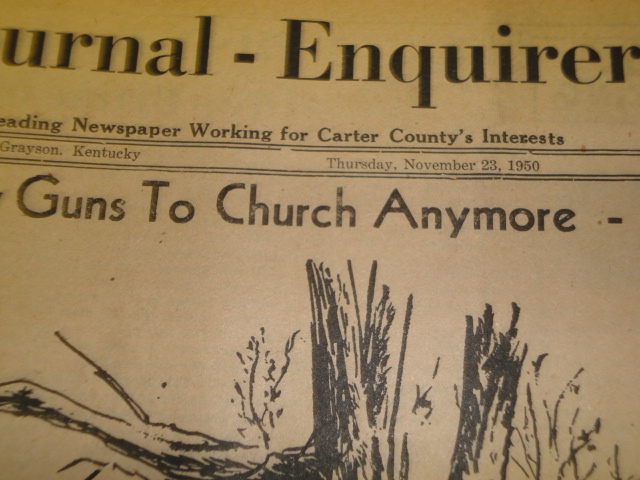 urnal - Enquirer
eading Newspaper Working for Carter County's Interests
Grayson, Kentucky Thursday, November 23, 1950
Guns To Church Anymore -